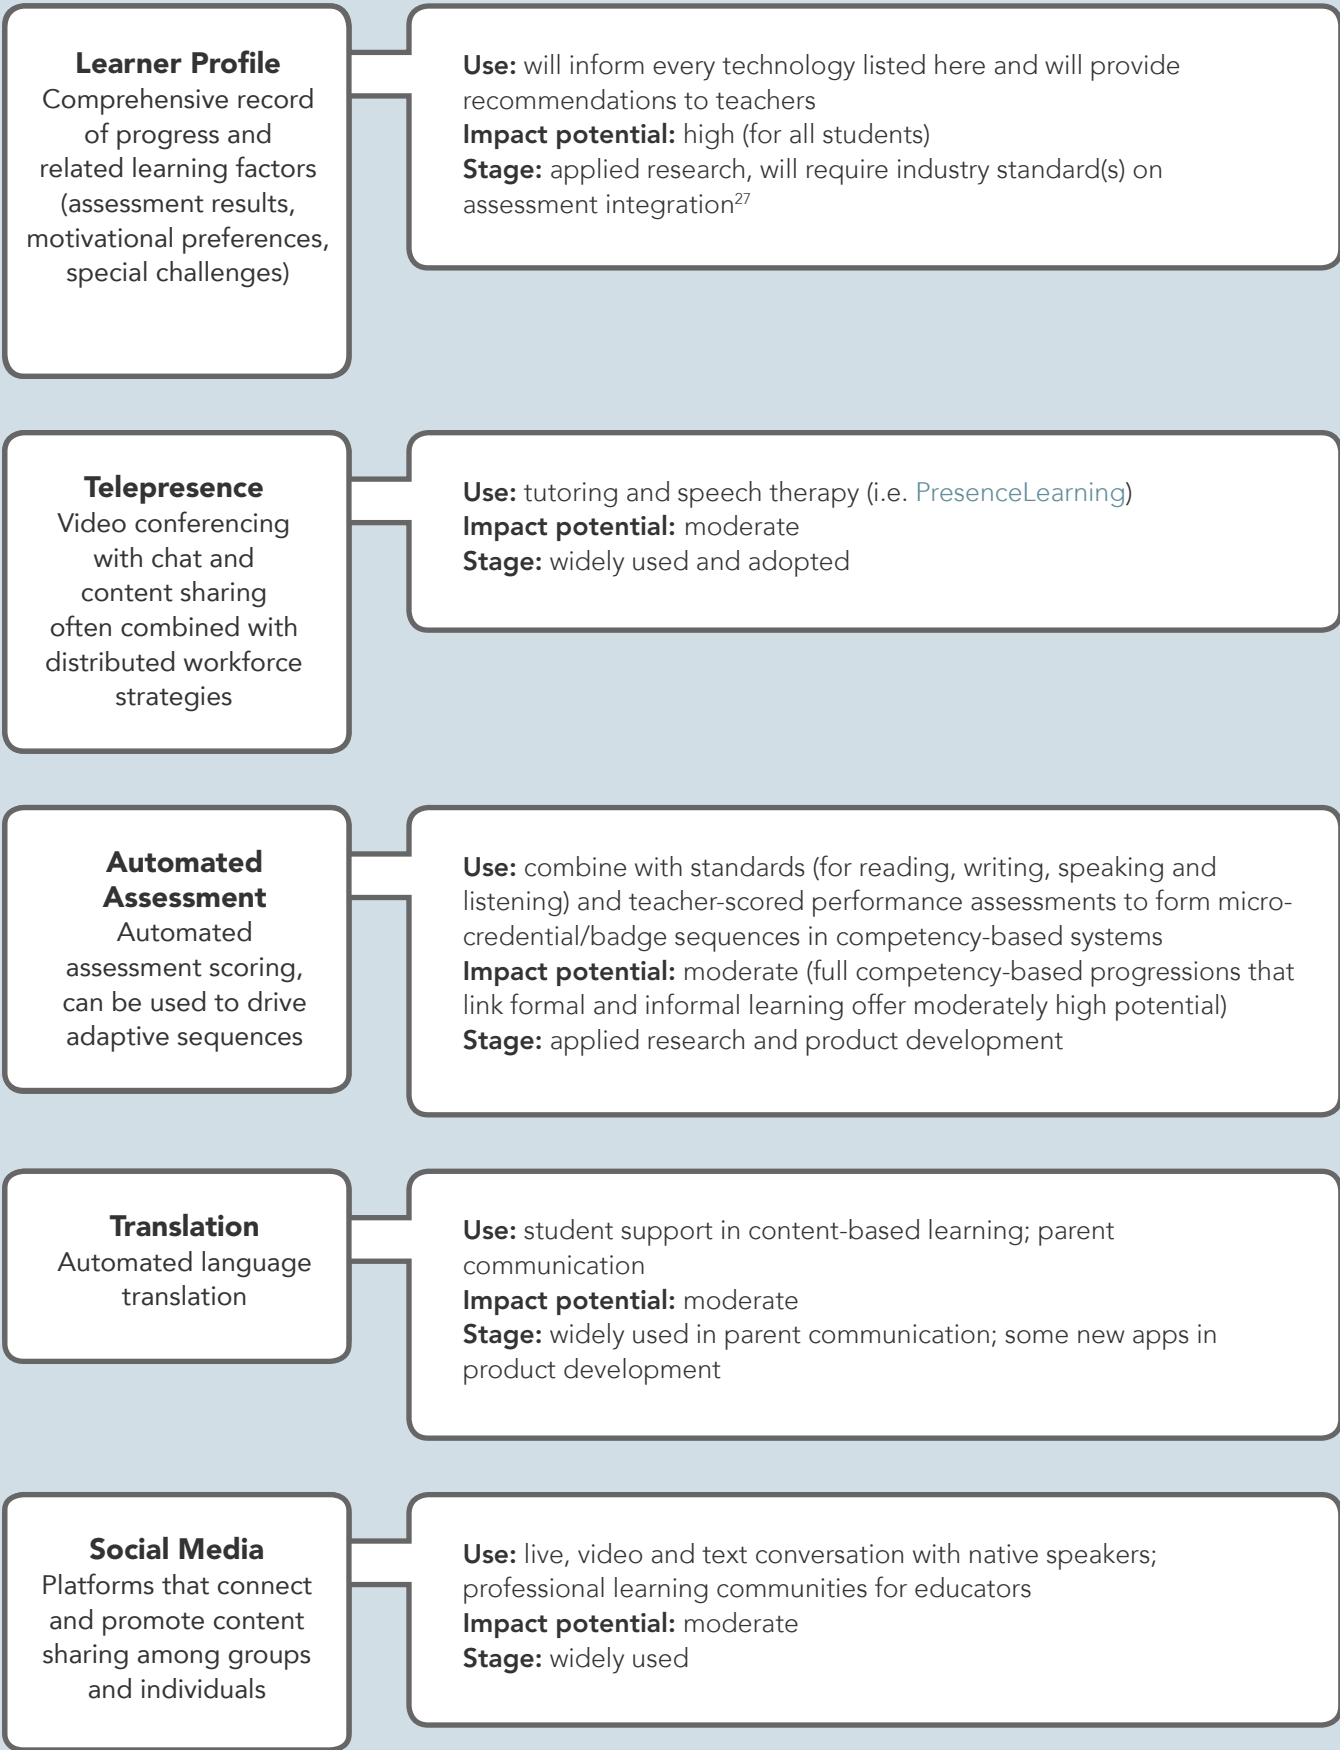 Learner Profile
Comprehensive record
of progress and
related learning factors
(assessment results,
motivational preferences,
special challenges)
Use: will inform every technology listed here and will provide
recommendations to teachers
Impact potential: high (for all students)
Stage: applied research, will require industry standard(s) on
assessment integration27
Telepresence
Video conferencing
with chat and
content sharing
often combined with
distributed workforce
strategies
Use: tutoring and speech therapy (i.e. PresenceLearning)
Impact potential: moderate
Stage: widely used and adopted
Automated
Assessment
Automated
assessment scoring,
can be used to drive
adaptive sequences
Use: combine with standards (for reading, writing, speaking and
listening) and teacher-scored performance assessments to form micro-
credential/badge sequences in competency-based systems
Impact potential: moderate (full competency-based progressions that
link formal and informal learning offer moderately high potential)
Stage: applied research and product development
Translation
Automated language
translation
Use: student support in content-based learning; parent
communication
Impact potential: moderate
Stage: widely used in parent communication; some new apps in
product development
Social Media
Platforms that connect
and promote content
sharing among groups
and individuals
Use: live, video and text conversation with native speakers;
professional learning communities for educators
Impact potential: moderate
Stage: widely used